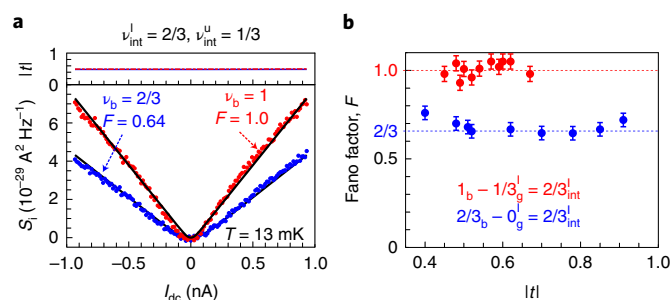 a
ν^l_int = 2/3, ν^u_int = 1/3
|t|
1
0
S_i (10⁻²⁹ A² Hz⁻¹)
6
4
2
0
ν_b = 2/3
F = 0.64
ν_b = 1
F = 1.0
T = 13 mK
−1.0
−0.5
0
0.5
1.0
I_dc (nA)
b
Fano factor, F
1.0
2/3
0.5
0
1_b − 1/3^l_g = 2/3^l_int
2/3_b − 0^l_g = 2/3^l_int
0.4
0.6
0.8
1.0
|t|